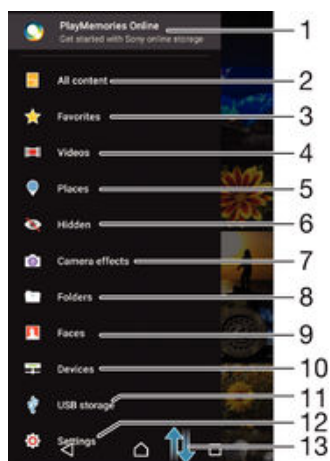 PlayMemories Online 1
Get started with Sony online storage
All content 2
Favorites 3
Videos 4
Places 5
Hidden 6
Camera effects 7
Folders 8
Faces 9
Devices 10
USB storage 11
Settings 12
13